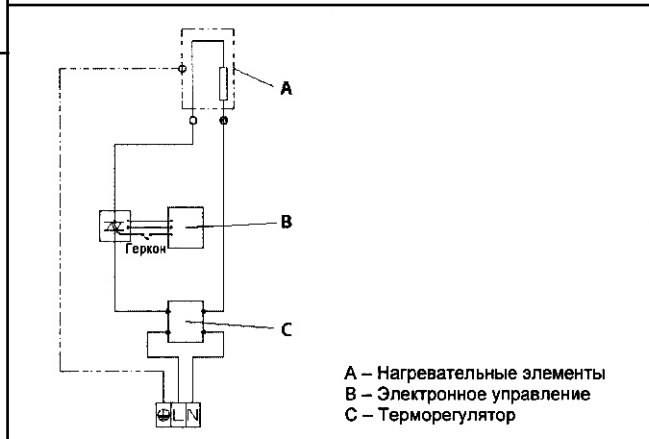 A
B
Геркон
C
L N
A – Нагревательные элементы
B – Электронное управление
C – Терморегулятор